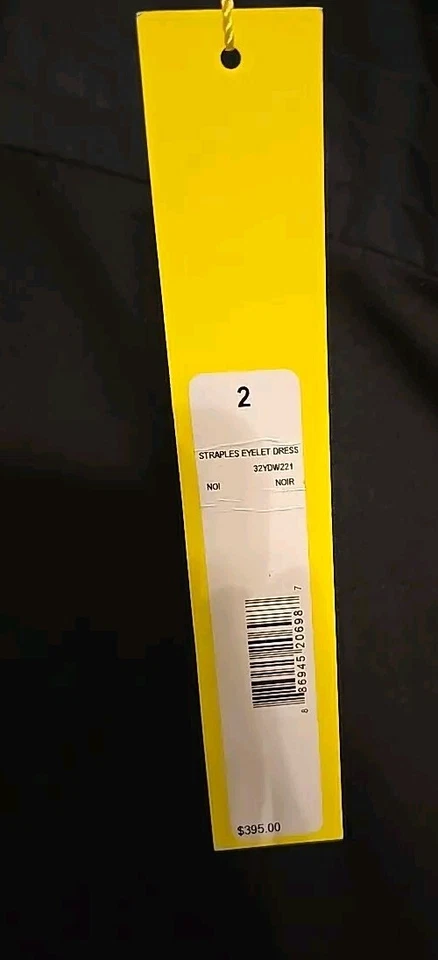 2
STRAPLES EYELET DRESS
32YDW221
NOI NOIR
8 86945 20698 7
$395.00